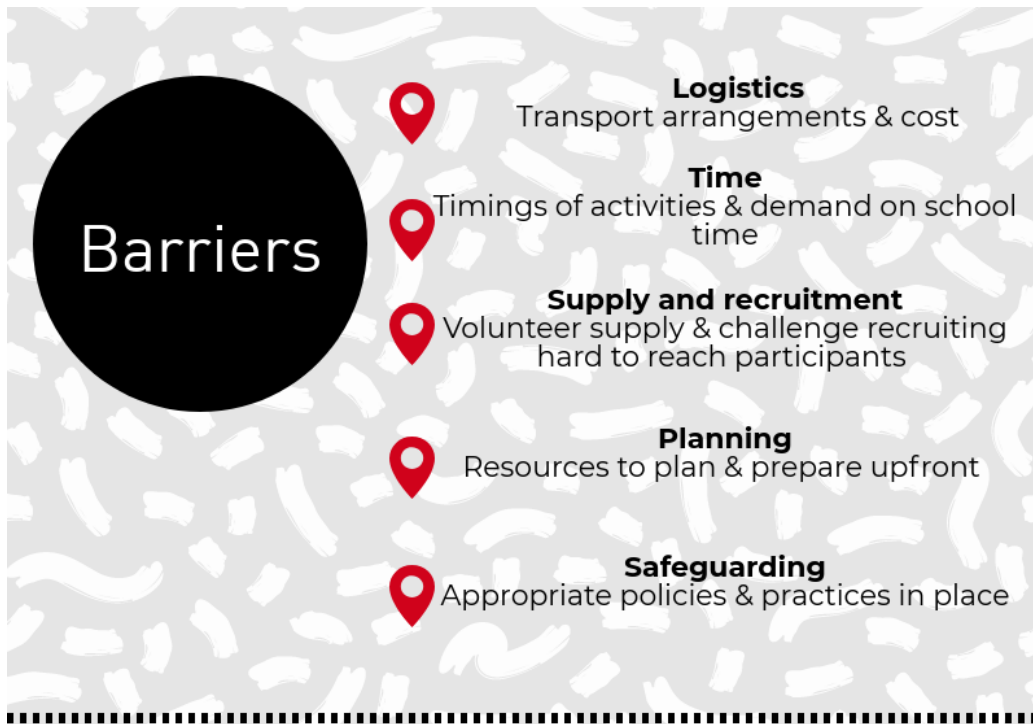 Barriers
Logistics
Transport arrangements & cost
Time
Timings of activities & demand on school
time
Supply and recruitment
Volunteer supply & challenge recruiting
hard to reach participants
Planning
Resources to plan & prepare upfront
Safeguarding
Appropriate policies & practices in place